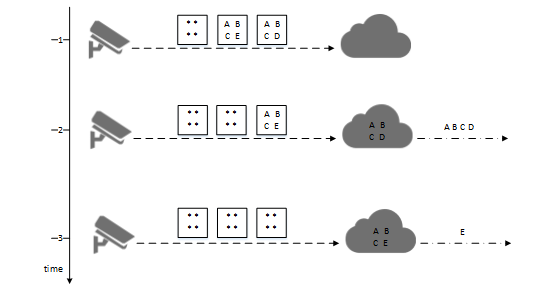 A B A B
C E C D
1
A B
C E
A B
C D
A B C D
2
A B
C E
E
3
time